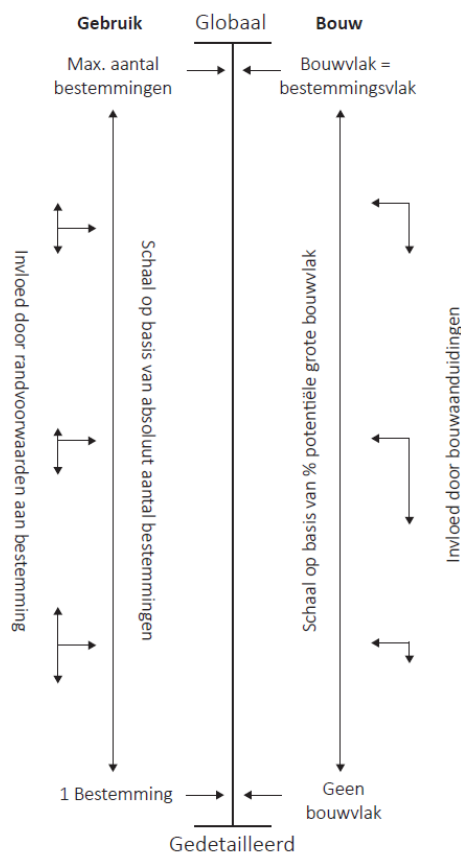 Gebruik
Globaal
Bouw
Max. aantal
bestemmingen
Bouwvlak =
bestemmingsvlak
Invloed door randvoorwaarden aan bestemming
Schaal op basis van absoluut aantal bestemmingen
Schaal op basis van % potentiële grote bouwvlak
Invloed door bouwaanduidingen
1 Bestemming
Geen
bouwvlak
Gedetailleerd